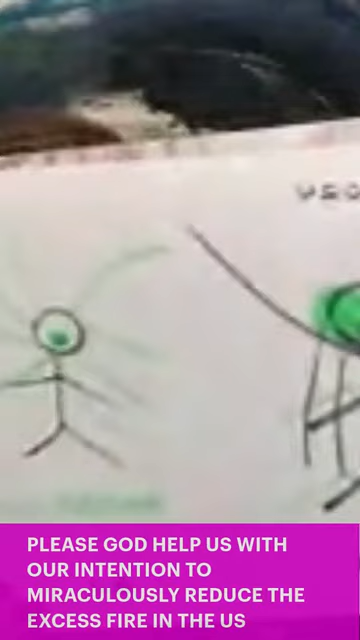 PLEASE GOD HELP US WITH
OUR INTENTION TO
MIRACULOUSLY REDUCE THE
EXCESS FIRE IN THE US